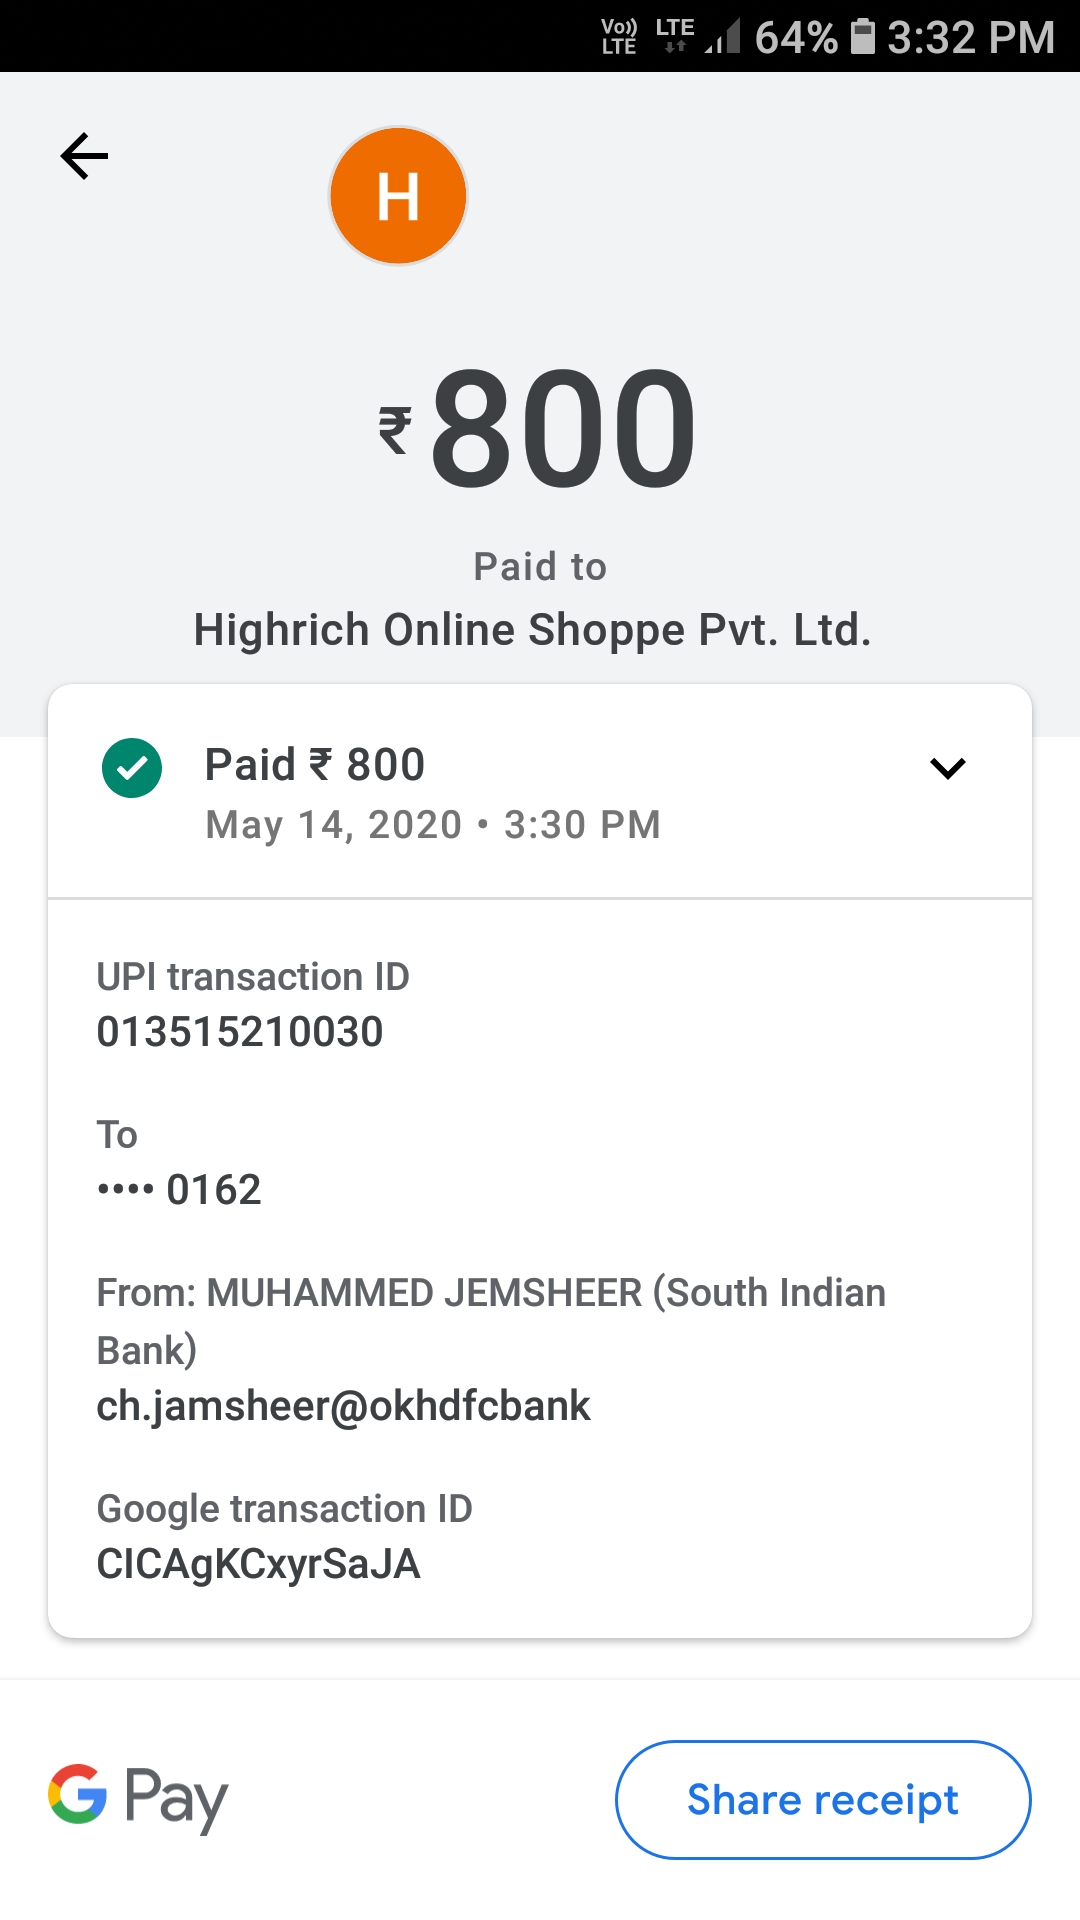 Vo)) LTE LTE 64% 3:32 PM
H
₹800
Paid to
Highrich Online Shoppe Pvt. Ltd.
Paid ₹ 800
May 14, 2020 • 3:30 PM
UPI transaction ID
013515210030
To
•••• 0162
From: MUHAMMED JEMSHEER (South Indian
Bank)
ch.jamsheer@okhdfcbank
Google transaction ID
CICAgKCxyrSaJA
G Pay
Share receipt